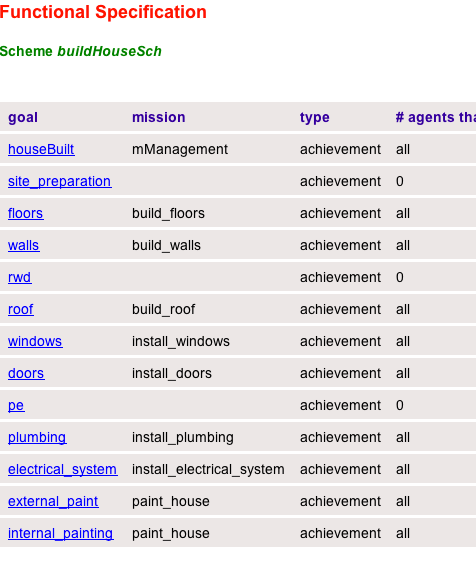 Functional Specification
Scheme buildHouseSch
goal mission type # agents tha
houseBuilt mManagement achievement all
site_preparation achievement 0
floors build_floors achievement all
walls build_walls achievement all
rwd achievement 0
roof build_roof achievement all
windows install_windows achievement all
doors install_doors achievement all
pe achievement 0
plumbing install_plumbing achievement all
electrical_system install_electrical_system achievement all
external_paint paint_house achievement all
internal_painting paint_house achievement all